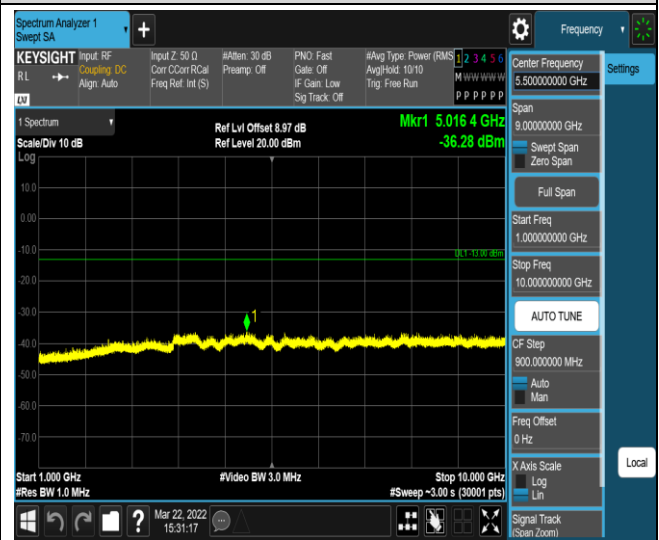 Spectrum Analyzer 1
Swept SA
+
Frequency
KEYSIGHT
RL
LXI
Input: RF
Coupling: DC
Align: Auto
Input Z: 50 Ω
Corr CCorr RCal
Freq Ref: Int (S)
#Atten: 30 dB
Preamp: Off
PNO: Fast
Gate: Off
IF Gain: Low
Sig Track: Off
#Avg Type: Power (RMS
Avg|Hold: 10/10
Trig: Free Run
1 2 3 4 5 6
M W W W W W
P P P P P P
1 Spectrum
Scale/Div 10 dB
Ref Lvl Offset 8.97 dB
Ref Level 20.00 dBm
Mkr1 5.016 4 GHz
-36.28 dBm
Log
10.0
0.00
-10.0
-20.0
-30.0
-40.0
-50.0
-60.0
-70.0
DL1 -13.00 dBm
1
Start 1.000 GHz
#Res BW 1.0 MHz
#Video BW 3.0 MHz
Stop 10.000 GHz
#Sweep ~3.00 s (30001 pts)
?
Mar 22, 2022
15:31:17
Center Frequency
5.500000000 GHz
Span
9.00000000 GHz
Swept Span
Zero Span
Full Span
Start Freq
1.000000000 GHz
Stop Freq
10.000000000 GHz
AUTO TUNE
CF Step
900.000000 MHz
Auto
Man
Freq Offset
0 Hz
X Axis Scale
Log
Lin
Signal Track
(Span Zoom)
Settings
Local